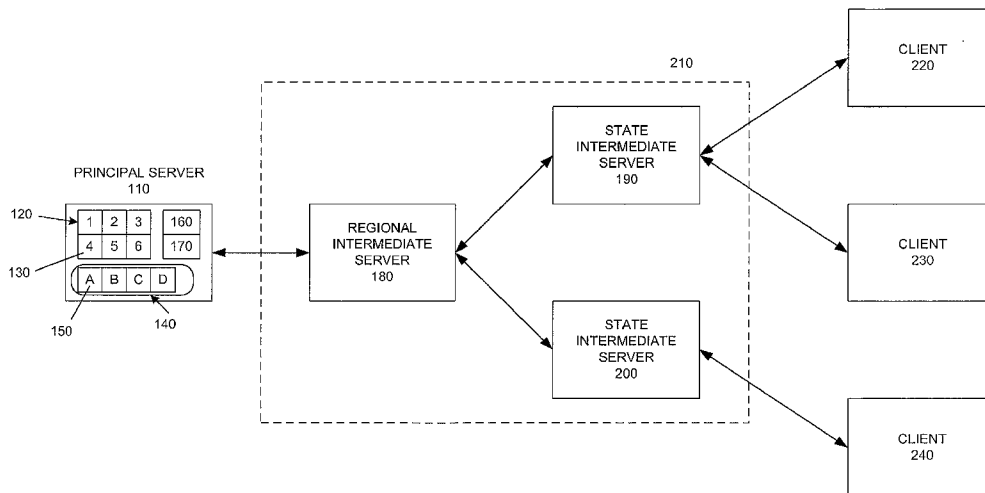 PRINCIPAL SERVER
110
120
1 2 3 160
4 5 6 170
130
A B C D
150
140
210
REGIONAL
INTERMEDIATE
SERVER
180
STATE
INTERMEDIATE
SERVER
190
STATE
INTERMEDIATE
SERVER
200
CLIENT
220
CLIENT
230
CLIENT
240